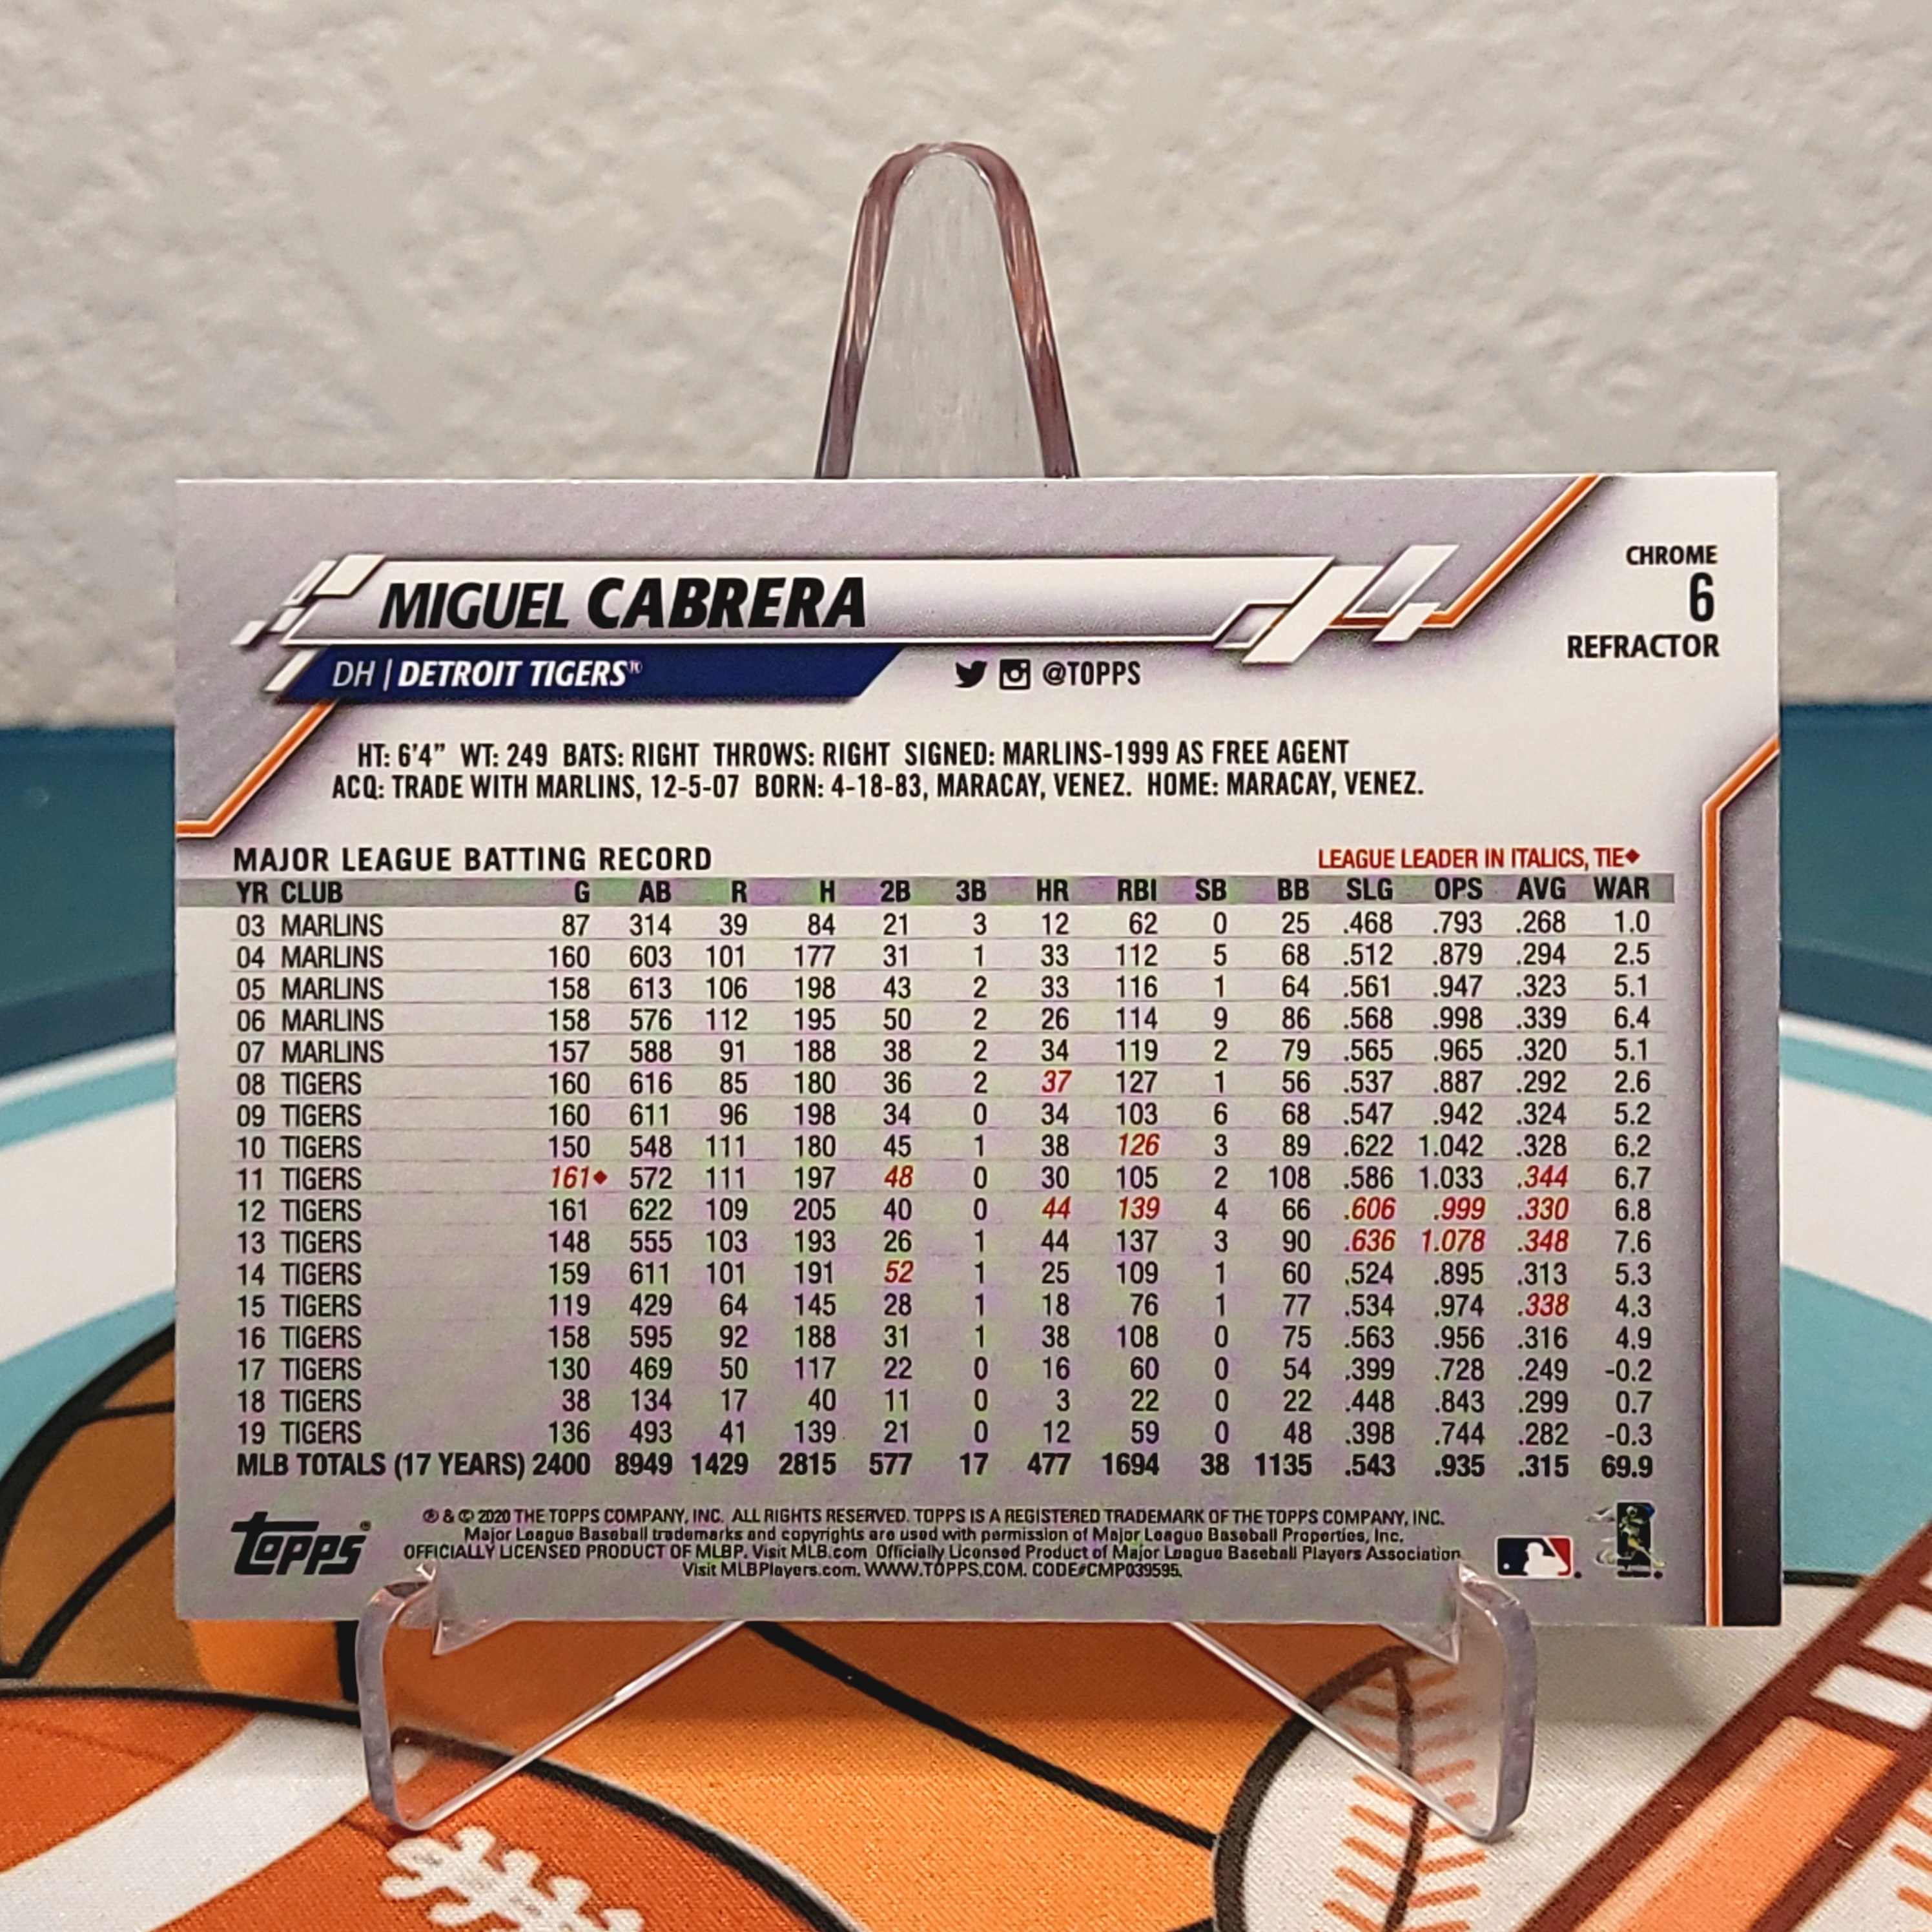 CHROME
6
REFRACTOR
MIGUEL CABRERA
DH | DETROIT TIGERS® @TOPPS
HT: 6'4" WT: 249 BATS: RIGHT THROWS: RIGHT SIGNED: MARLINS-1999 AS FREE AGENT
ACQ: TRADE WITH MARLINS, 12-5-07 BORN: 4-18-83, MARACAY, VENEZ. HOME: MARACAY, VENEZ.
MAJOR LEAGUE BATTING RECORD LEAGUE LEADER IN ITALICS, TIE◆
YR CLUB G AB R H 2B 3B HR RBI SB BB SLG OPS AVG WAR
03 MARLINS 87 314 39 84 21 3 12 62 0 25 .468 .793 .268 1.0
04 MARLINS 160 603 101 177 31 1 33 112 5 68 .512 .879 .294 2.5
05 MARLINS 158 613 106 198 43 2 33 116 1 64 .561 .947 .323 5.1
06 MARLINS 158 576 112 195 50 2 26 114 9 86 .568 .998 .339 6.4
07 MARLINS 157 588 91 188 38 2 34 119 2 79 .565 .965 .320 5.1
08 TIGERS 160 616 85 180 36 2 37 127 1 56 .537 .887 .292 2.6
09 TIGERS 160 611 96 198 34 0 34 103 6 68 .547 .942 .324 5.2
10 TIGERS 150 548 111 180 45 1 38 126 3 89 .622 1.042 .328 6.2
11 TIGERS 161◆ 572 111 197 48 0 30 105 2 108 .586 1.033 .344 6.7
12 TIGERS 161 622 109 205 40 0 44 139 4 66 .606 .999 .330 6.8
13 TIGERS 148 555 103 193 26 1 44 137 3 90 .636 1.078 .348 7.6
14 TIGERS 159 611 101 191 52 1 25 109 1 60 .524 .895 .313 5.3
15 TIGERS 119 429 64 145 28 1 18 76 1 77 .534 .974 .338 4.3
16 TIGERS 158 595 92 188 31 1 38 108 0 75 .563 .956 .316 4.9
17 TIGERS 130 469 50 117 22 0 16 60 0 54 .399 .728 .249 -0.2
18 TIGERS 38 134 17 40 11 0 3 22 0 22 .448 .843 .299 0.7
19 TIGERS 136 493 41 139 21 0 12 59 0 48 .398 .744 .282 -0.3
MLB TOTALS (17 YEARS) 2400 8949 1429 2815 577 17 477 1694 38 1135 .543 .935 .315 69.9
TOPPS®
® & © 2020 THE TOPPS COMPANY, INC. ALL RIGHTS RESERVED. TOPPS IS A REGISTERED TRADEMARK OF THE TOPPS COMPANY, INC.
Major League Baseball trademarks and copyrights are used with permission of Major League Baseball Properties, Inc.
OFFICIALLY LICENSED PRODUCT OF MLBP. Visit MLB.com Officially Licensed Product of Major League Baseball Players Association
Visit MLBPlayers.com. WWW.TOPPS.COM. CODE#CMP039595.